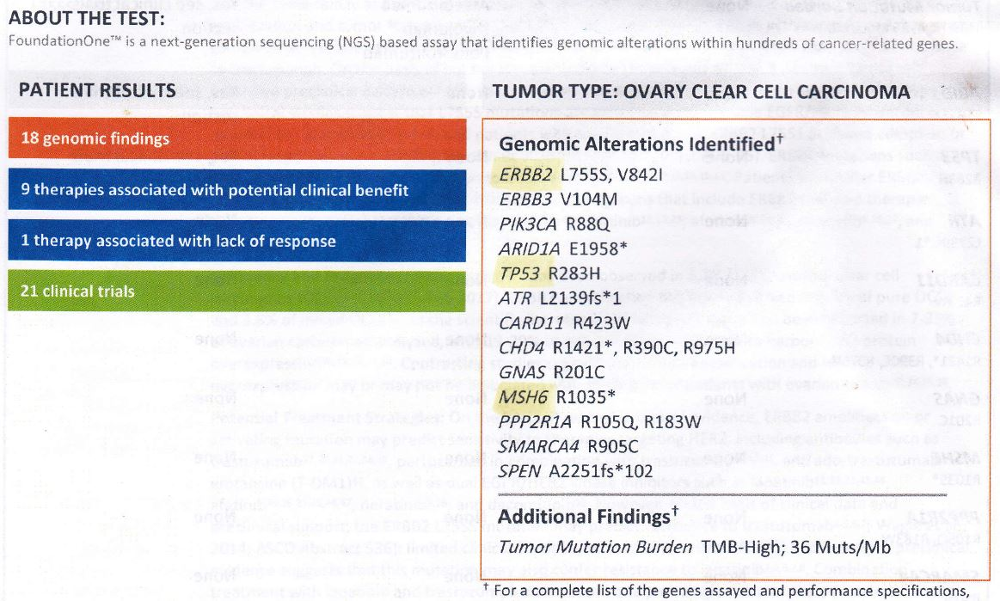 ABOUT THE TEST:
FoundationOne™ is a next-generation sequencing (NGS) based assay that identifies genomic alterations within hundreds of cancer-related genes.
PATIENT RESULTS
18 genomic findings
9 therapies associated with potential clinical benefit
1 therapy associated with lack of response
21 clinical trials
TUMOR TYPE: OVARY CLEAR CELL CARCINOMA
Genomic Alterations Identified†
ERBB2 L755S, V842I
ERBB3 V104M
PIK3CA R88Q
ARID1A E1958*
TP53 R283H
ATR L2139fs*1
CARD11 R423W
CHD4 R1421*, R390C, R975H
GNAS R201C
MSH6 R1035*
PPP2R1A R105Q, R183W
SMARCA4 R905C
SPEN A2251fs*102
Additional Findings†
Tumor Mutation Burden TMB-High; 36 Muts/Mb
† For a complete list of the genes assayed and performance specifications,